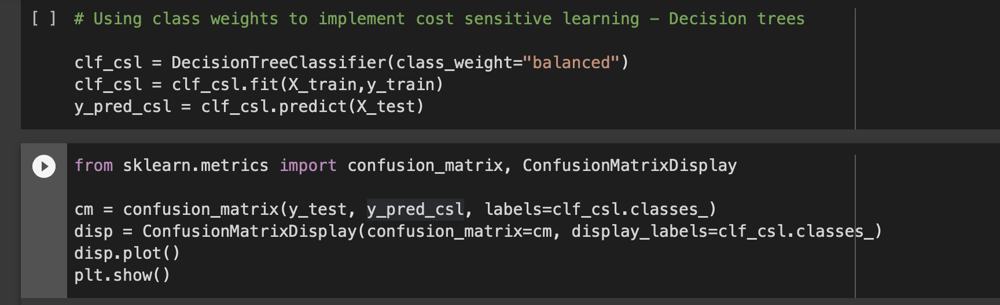 [ ] # Using class weights to implement cost sensitive learning – Decision trees
clf_csl = DecisionTreeClassifier(class_weight="balanced")
clf_csl = clf_csl.fit(X_train,y_train)
y_pred_csl = clf_csl.predict(X_test)
from sklearn.metrics import confusion_matrix, ConfusionMatrixDisplay
cm = confusion_matrix(y_test, y_pred_csl, labels=clf_csl.classes_)
disp = ConfusionMatrixDisplay(confusion_matrix=cm, display_labels=clf_csl.classes_)
disp.plot()
plt.show()